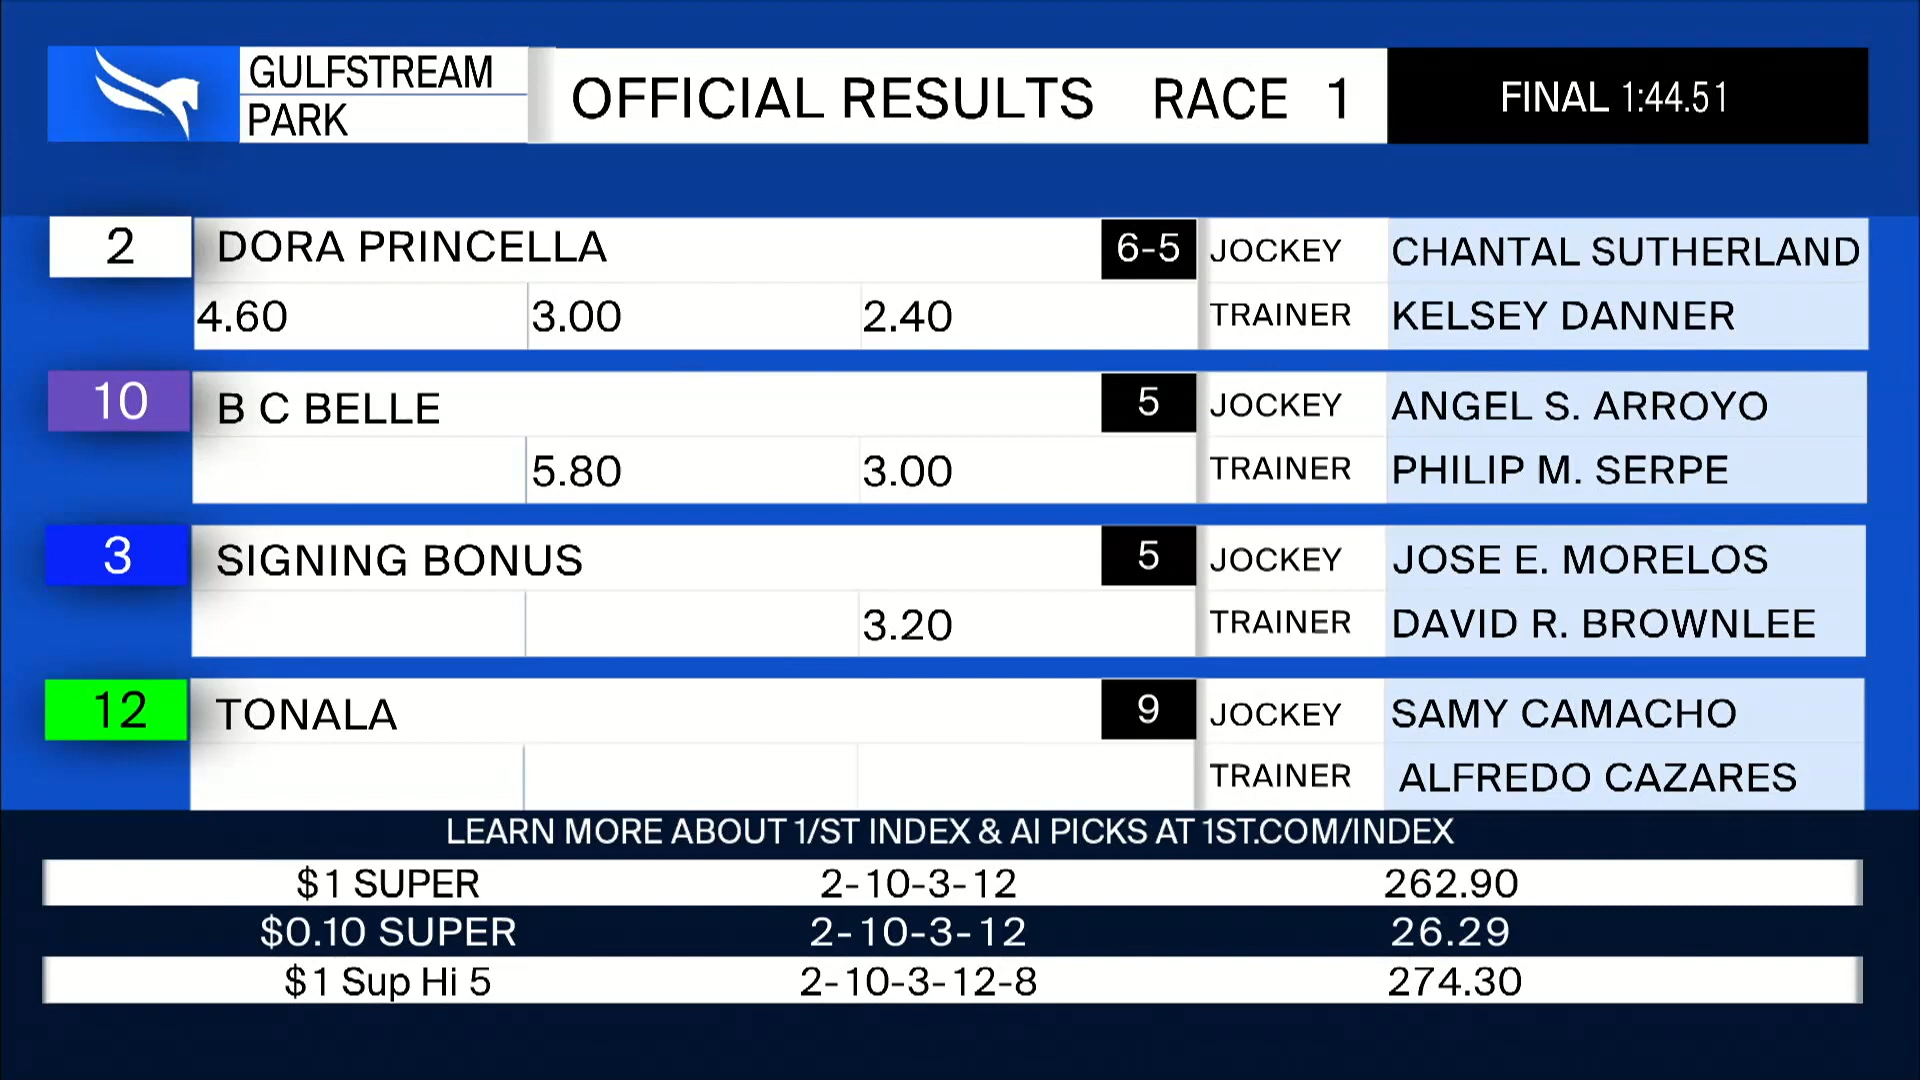 GULFSTREAM
PARK
OFFICIAL RESULTS RACE 1
FINAL 1:44.51
2 DORA PRINCELLA 6-5 JOCKEY CHANTAL SUTHERLAND
4.60 3.00 2.40 TRAINER KELSEY DANNER
10 B C BELLE 5 JOCKEY ANGEL S. ARROYO
5.80 3.00 TRAINER PHILIP M. SERPE
3 SIGNING BONUS 5 JOCKEY JOSE E. MORELOS
3.20 TRAINER DAVID R. BROWNLEE
12 TONALA 9 JOCKEY SAMY CAMACHO
TRAINER ALFREDO CAZARES
LEARN MORE ABOUT 1/ST INDEX & AI PICKS AT 1ST.COM/INDEX
$1 SUPER 2-10-3-12 262.90
$0.10 SUPER 2-10-3-12 26.29
$1 Sup Hi 5 2-10-3-12-8 274.30